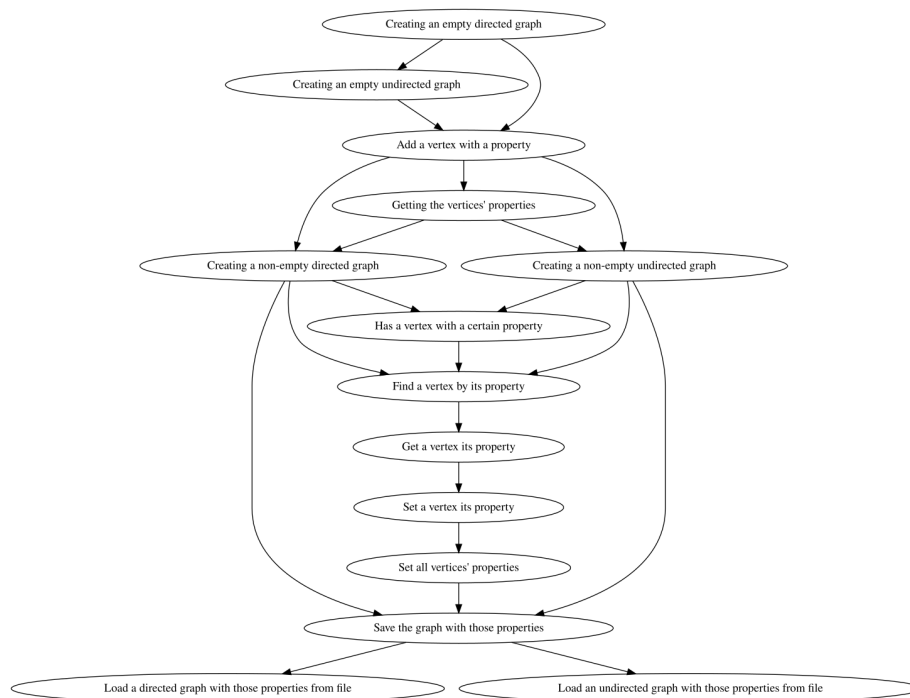 Creating an empty directed graph
Creating an empty undirected graph
Add a vertex with a property
Getting the vertices' properties
Creating a non-empty directed graph
Creating a non-empty undirected graph
Has a vertex with a certain property
Find a vertex by its property
Get a vertex its property
Set a vertex its property
Set all vertices' properties
Save the graph with those properties
Load a directed graph with those properties from file
Load an undirected graph with those properties from file